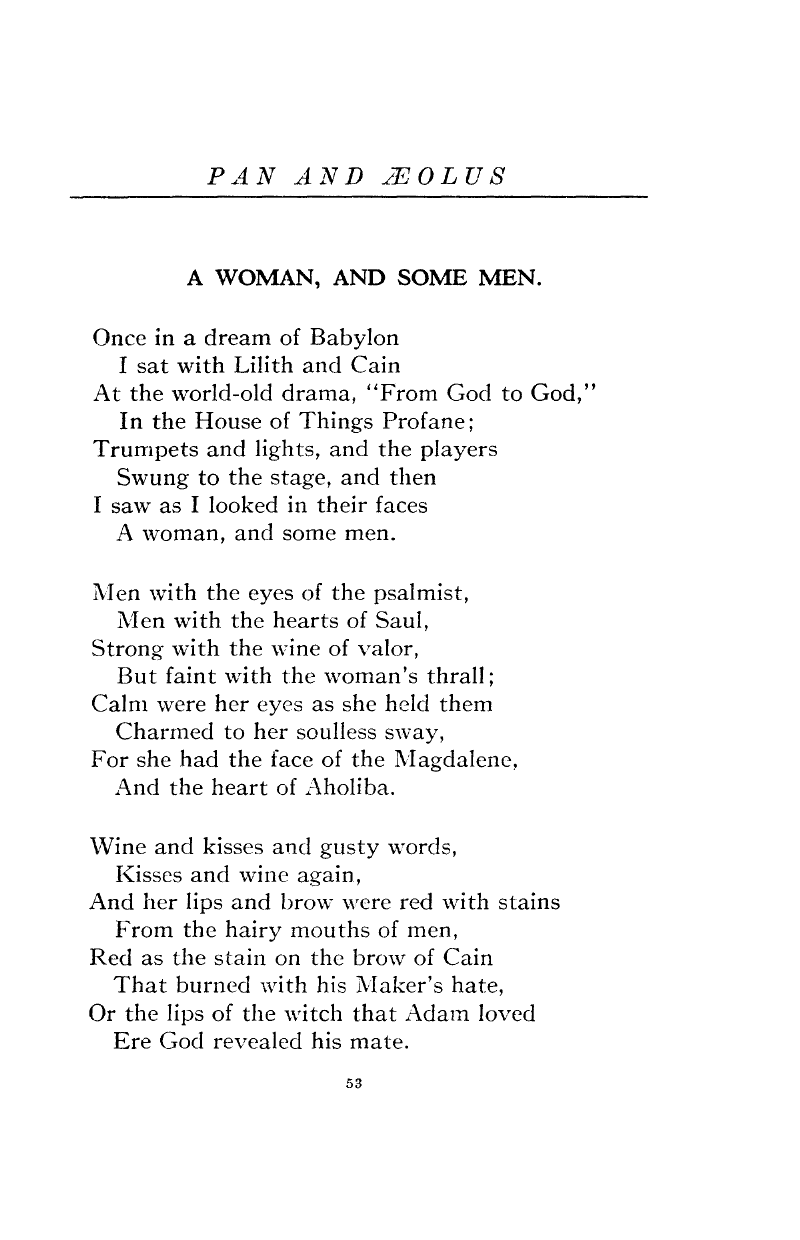 PAN AND ÆOLUS
A WOMAN, AND SOME MEN.
Once in a dream of Babylon
I sat with Lilith and Cain
At the world-old drama, “From God to God,”
In the House of Things Profane;
Trumpets and lights, and the players
Swung to the stage, and then
I saw as I looked in their faces
A woman, and some men.
Men with the eyes of the psalmist,
Men with the hearts of Saul,
Strong with the wine of valor,
But faint with the woman's thrall;
Calm were her eyes as she held them
Charmed to her soulless sway,
For she had the face of the Magdalene,
And the heart of Aholiba.
Wine and kisses and gusty words,
Kisses and wine again,
And her lips and brow were red with stains
From the hairy mouths of men,
Red as the stain on the brow of Cain
That burned with his Maker's hate,
Or the lips of the witch that Adam loved
Ere God revealed his mate.
53